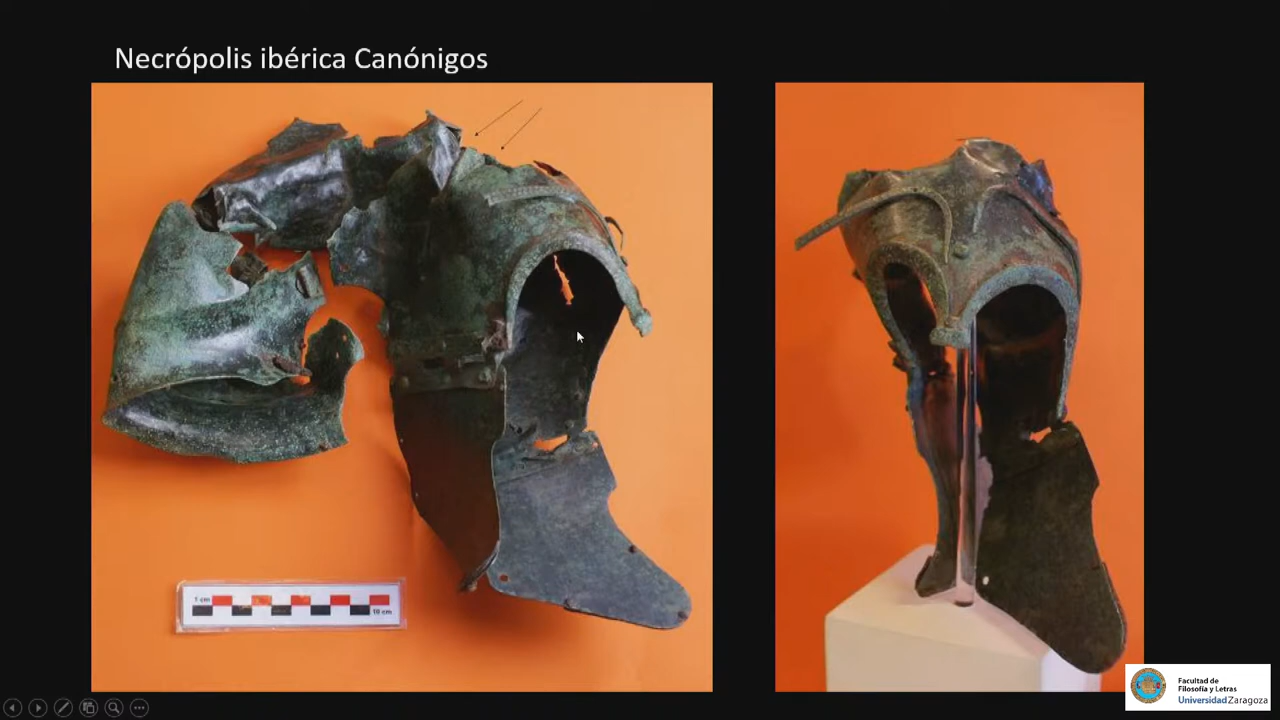 Necrópolis ibérica Canónigos
1 cm
10 cm
Facultad de
Filosofía y Letras
Universidad Zaragoza